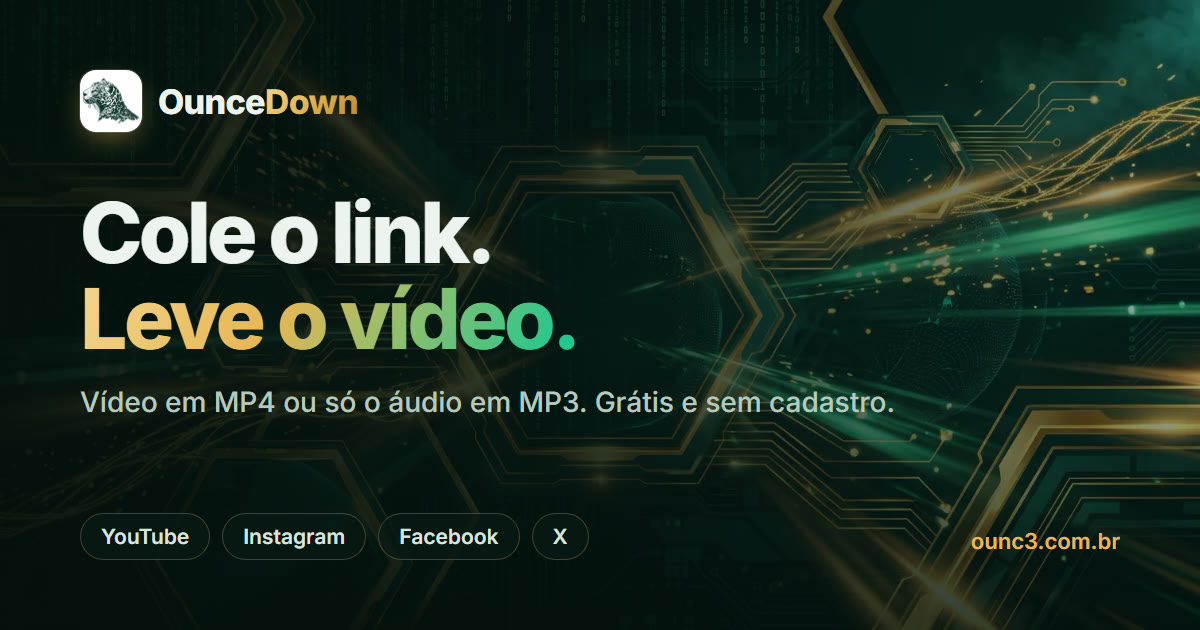 OunceDown
Cole o link.
Leve o vídeo.
Vídeo em MP4 ou só o áudio em MP3. Grátis e sem cadastro.
YouTube
Instagram
Facebook
X
ounc3.com.br